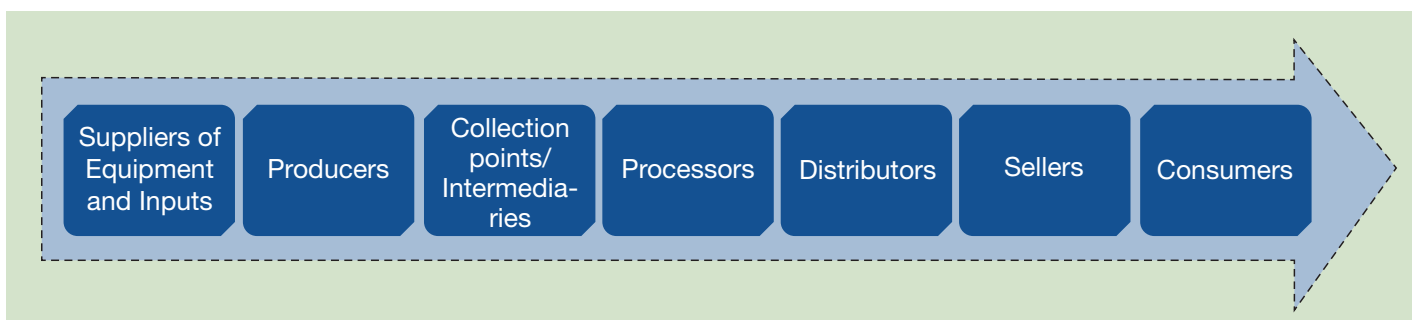 Suppliers of
Equipment
and Inputs
Producers
Collection
points/
Intermedia-
ries
Processors
Distributors
Sellers
Consumers